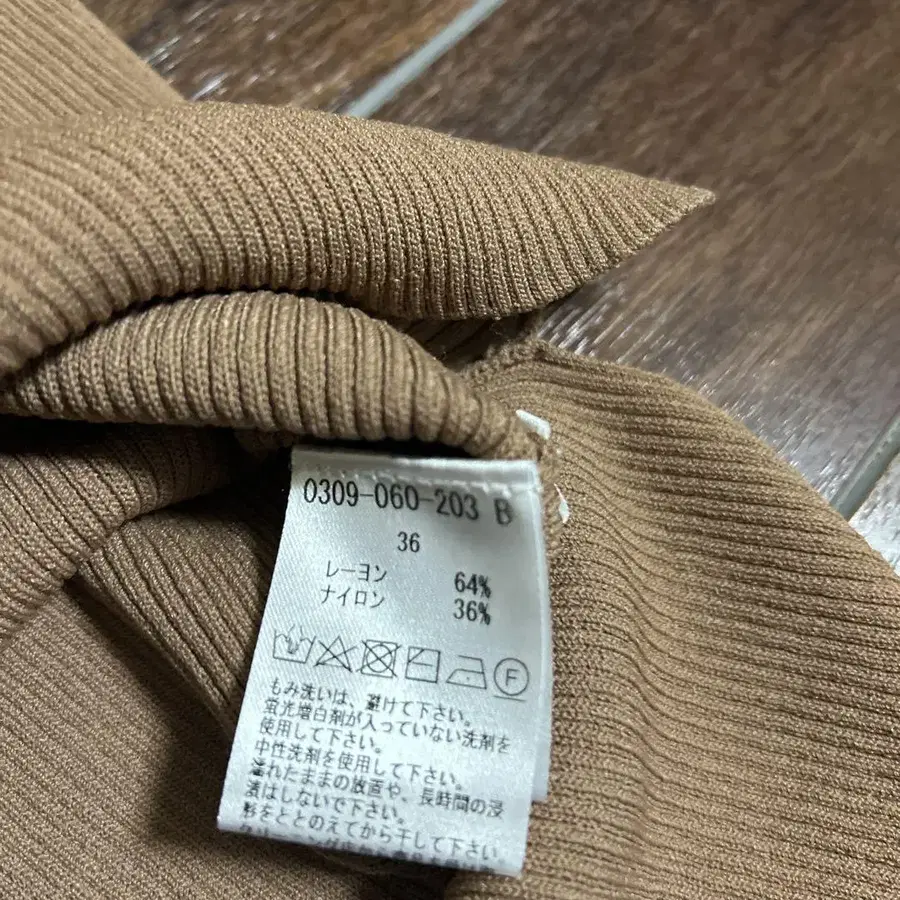 0309-060-203 B
36
レーヨン 64%
ナイロン 36%
F
もみ洗いは、避けて下さい。
蛍光増白剤が入っていない洗剤を
使用して下さい。
中性洗剤を使用して下さい。
濡れたままの放置や、長時間の浸
漬はしないで下さい。
形をととのえてから干して下さい